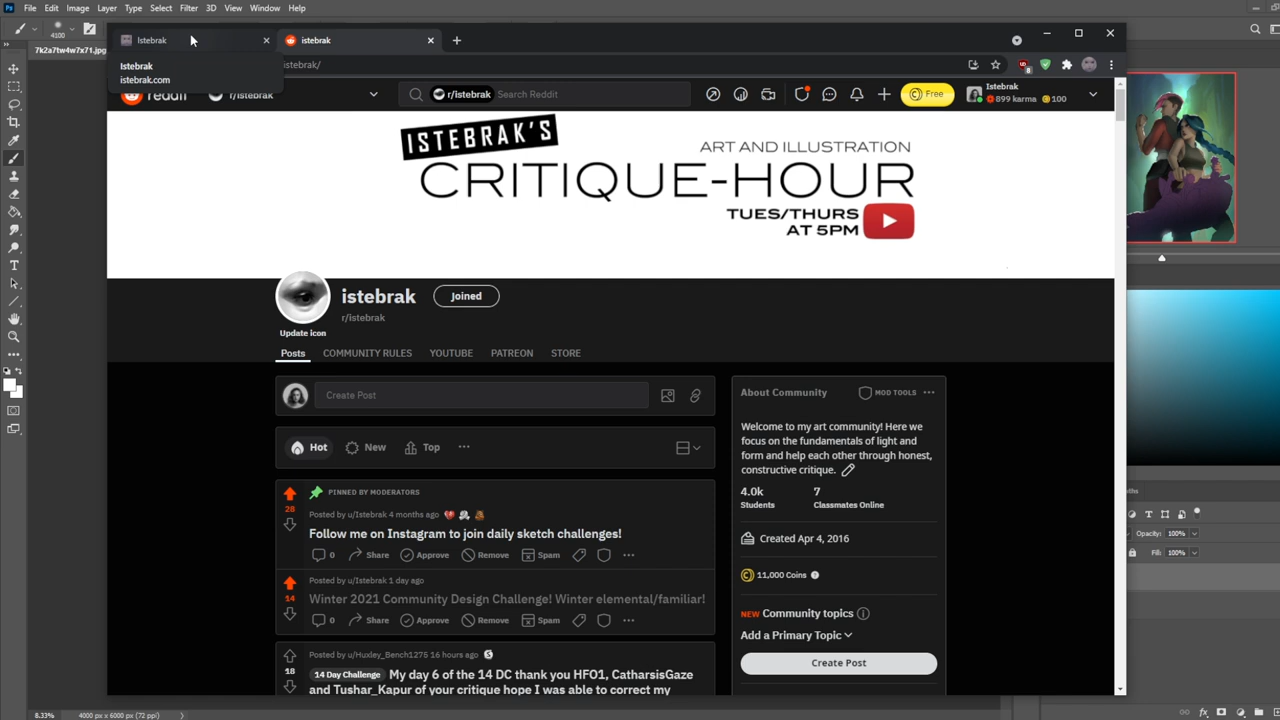 Ps File Edit Image Layer Type Select Filter 3D View Window Help
4100
7k2a7tw4w7x71.jpg
Istebrak
istebrak
Istebrak
istebrak.com
istebrak/
8
reddit r/istebrak
r/istebrak Search Reddit
Free
Istebrak
899 karma 100
ISTEBRAK'S
ART AND ILLUSTRATION
CRITIQUE-HOUR
TUES/THURS
AT 5PM
istebrak
Joined
r/istebrak
Update icon
Posts COMMUNITY RULES YOUTUBE PATREON STORE
Create Post
Hot New Top
PINNED BY MODERATORS
28
Posted by u/Istebrak 4 months ago
Follow me on Instagram to join daily sketch challenges!
0 Share Approve Remove Spam
Posted by u/Istebrak 1 day ago
14
Winter 2021 Community Design Challenge! Winter elemental/familiar!
0 Share Approve Remove Spam
Posted by u/Huxley_Bench1275 16 hours ago
18
14 Day Challenge My day 6 of the 14 DC thank you HFO1, CatharsisGaze
and Tushar_Kapur of your critique hope I was able to correct my
About Community MOD TOOLS
Welcome to my art community! Here we
focus on the fundamentals of light and
form and help each other through honest,
constructive critique.
4.0k 7
Students Classmates Online
Created Apr 4, 2016
11,000 Coins
NEW Community topics
Add a Primary Topic
Create Post
Opacity: 100%
Fill: 100%
8.33% 4000 px x 6000 px (72 ppi)